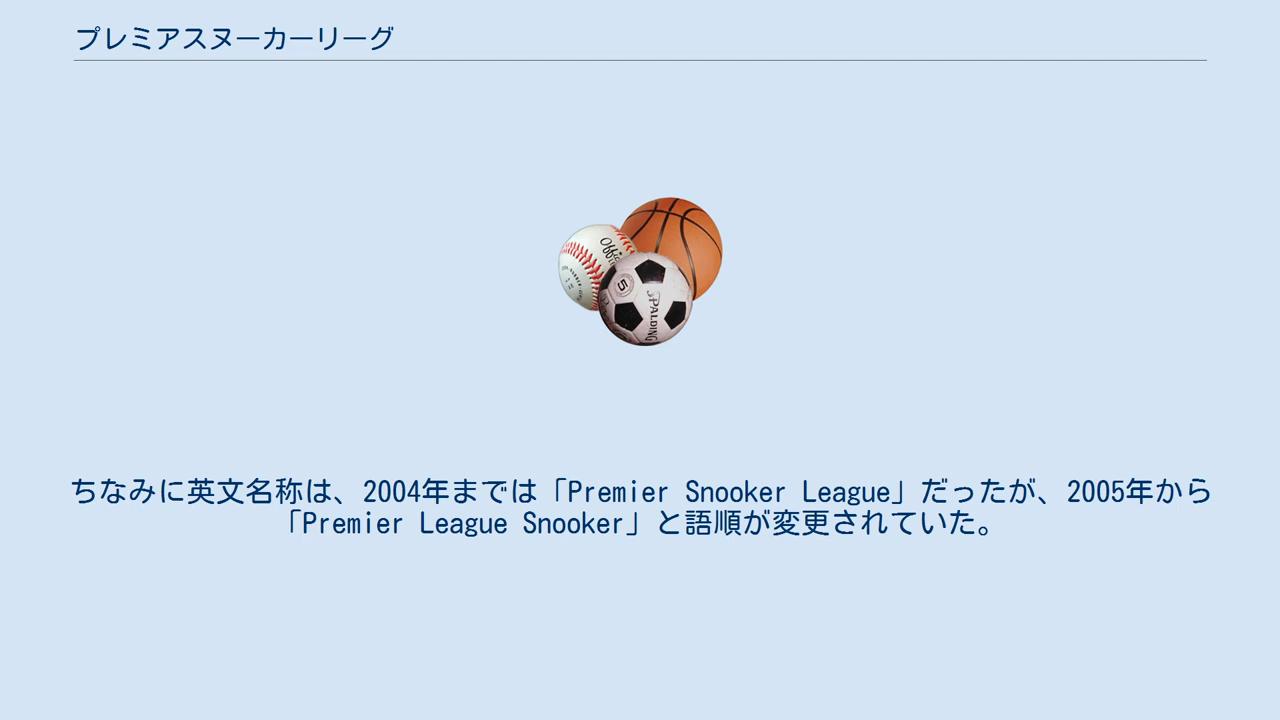 プレミアスヌーカーリーグ
Offici
5
SPALDING
ちなみに英文名称は、2004年までは「Premier Snooker League」だったが、2005年から
「Premier League Snooker」と語順が変更されていた。